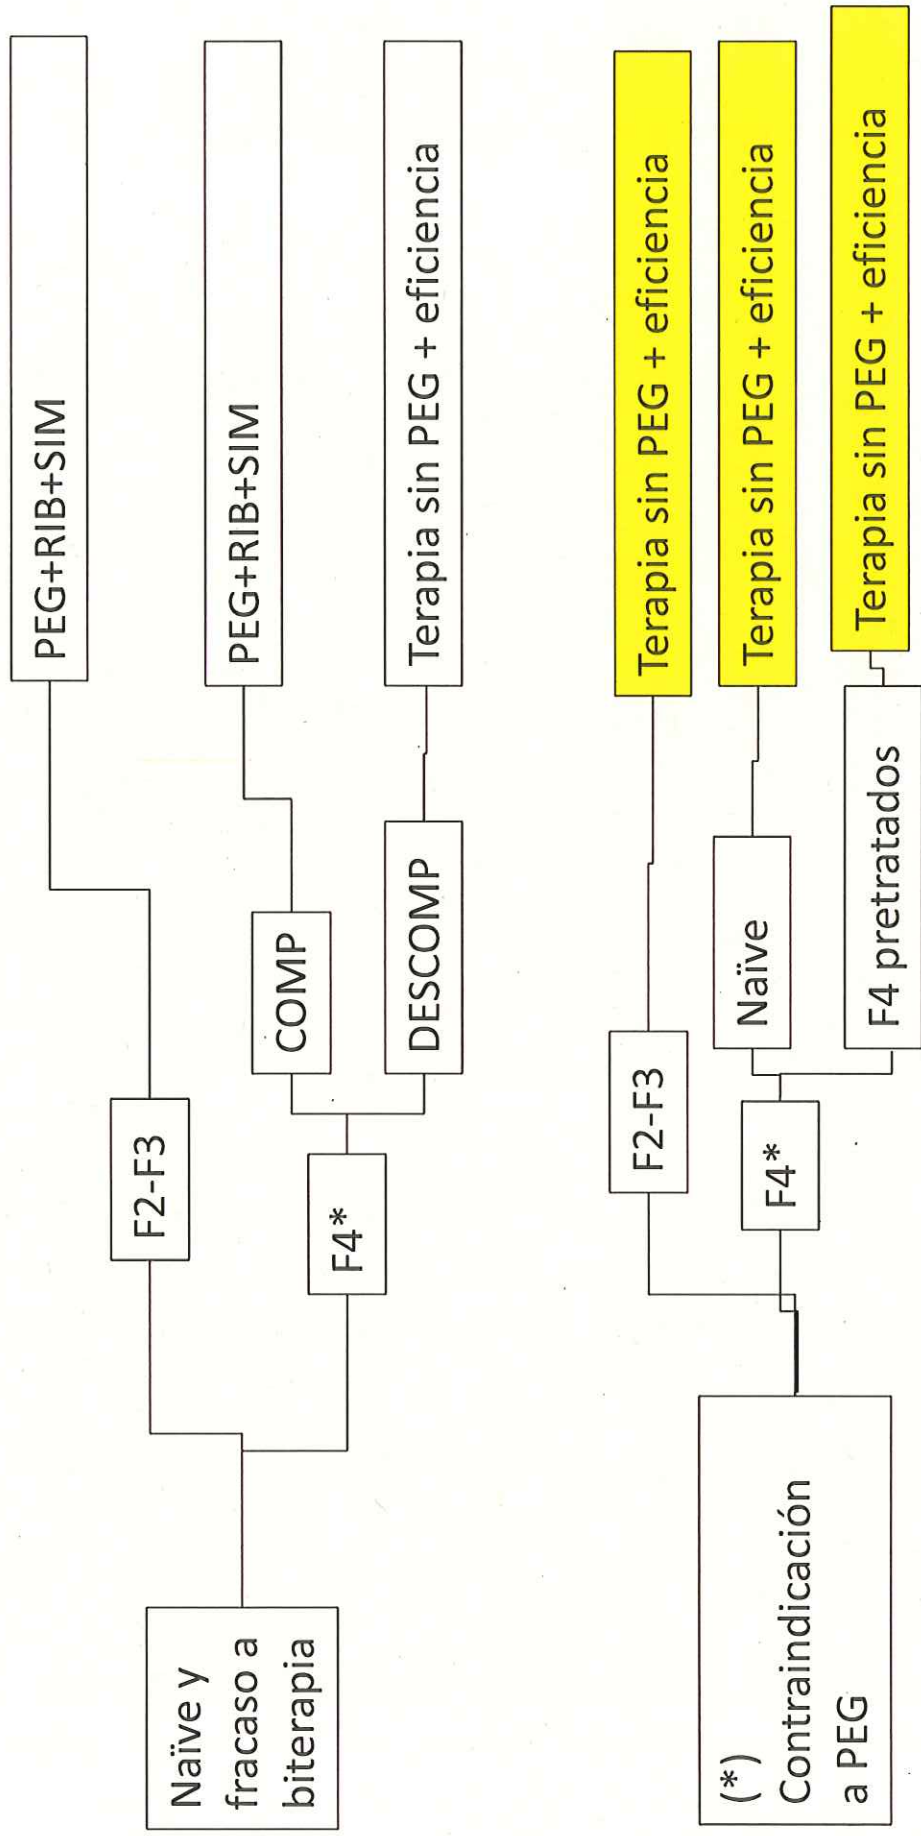 Naïve y
fracaso a
biterapia
F2-F3
PEG+RIB+SIM
F4*
COMP
PEG+RIB+SIM
DESCOMP
Terapia sin PEG + eficiencia
(*)
Contraindicación
a PEG
F2-F3
Terapia sin PEG + eficiencia
F4*
Naïve
Terapia sin PEG + eficiencia
F4 pretratados
Terapia sin PEG + eficiencia